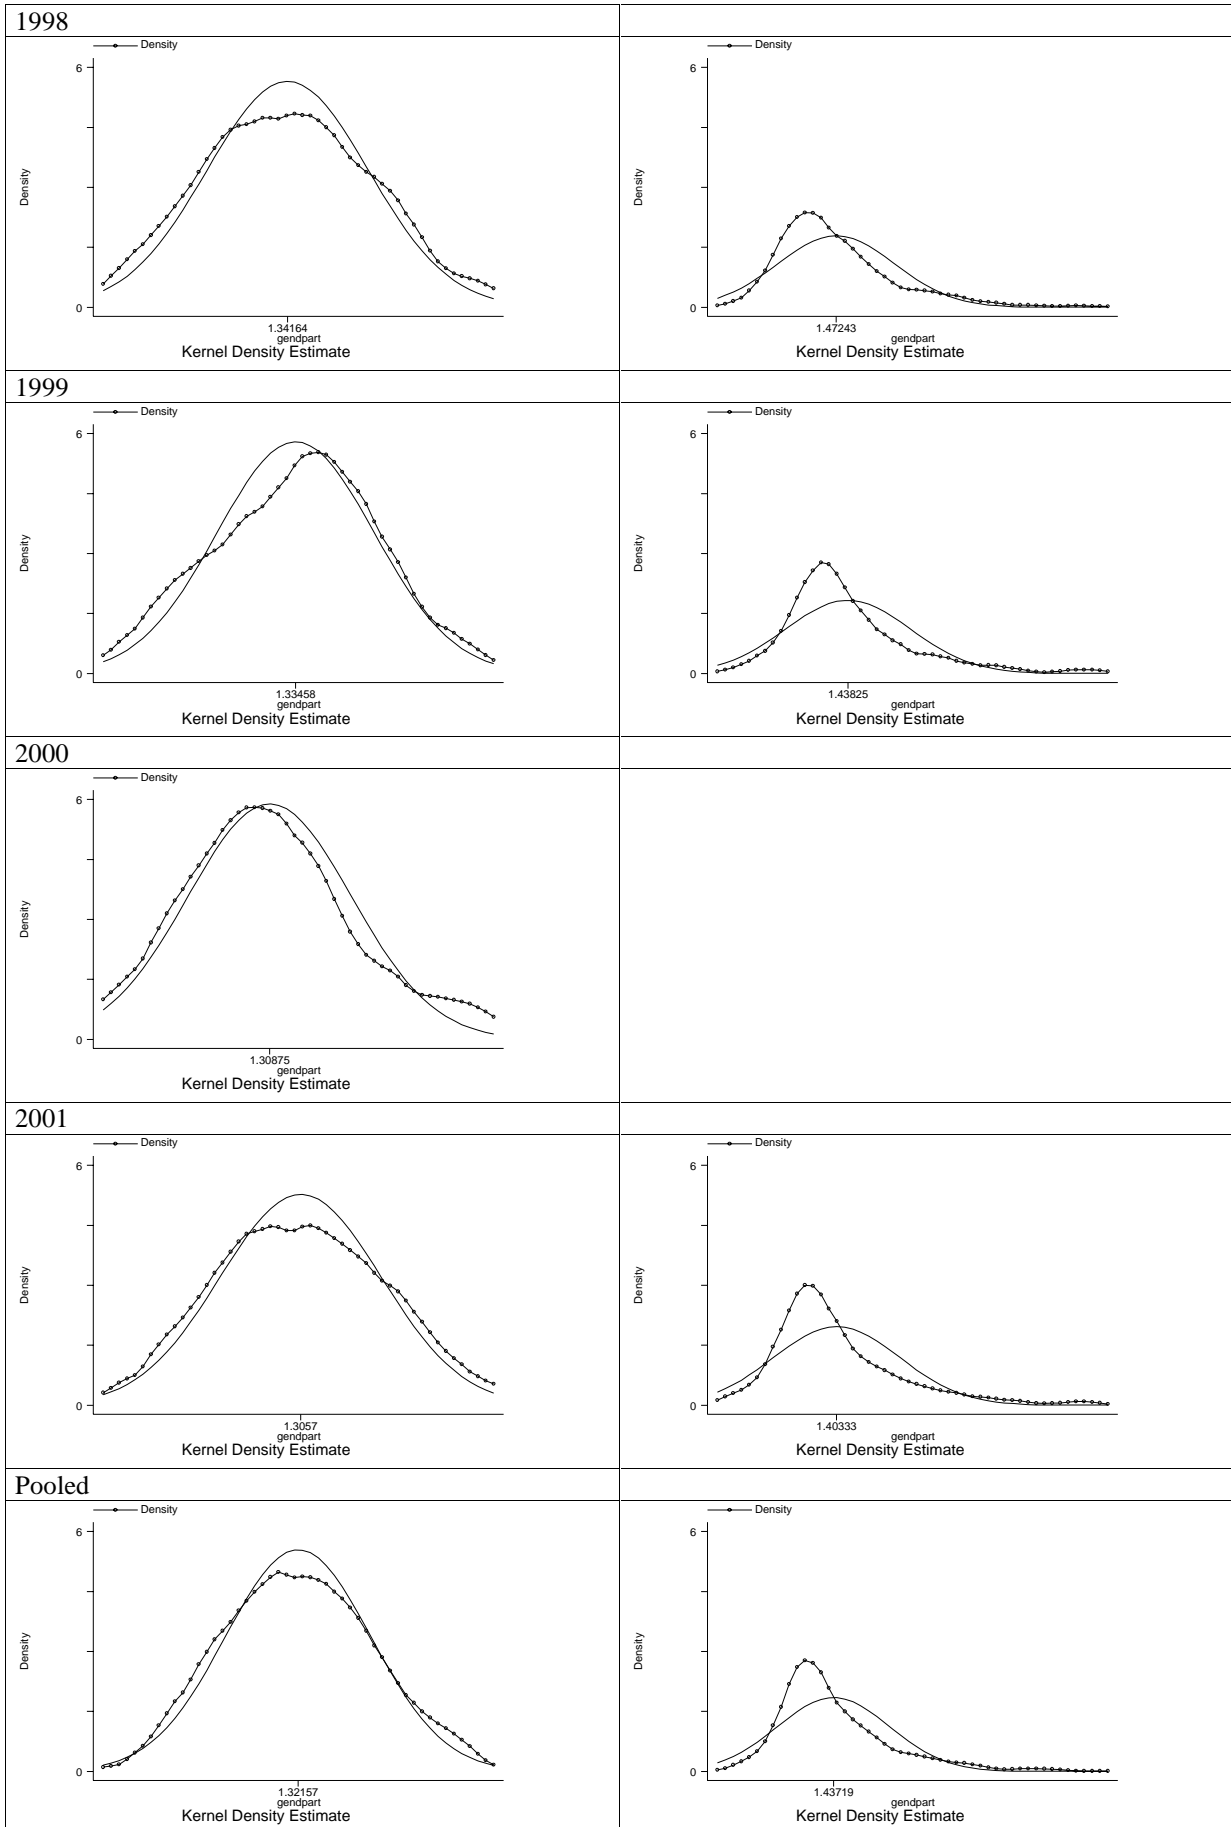 1998
Density
6
Density
0
1.34164
gendpart
Kernel Density Estimate
Density
6
Density
0
1.47243
gendpart
Kernel Density Estimate
1999
Density
6
Density
0
1.33458
gendpart
Kernel Density Estimate
Density
6
Density
0
1.43825
gendpart
Kernel Density Estimate
2000
Density
6
Density
0
1.30875
gendpart
Kernel Density Estimate
2001
Density
6
Density
0
1.3057
gendpart
Kernel Density Estimate
Density
6
Density
0
1.40333
gendpart
Kernel Density Estimate
Pooled
Density
6
Density
0
1.32157
gendpart
Kernel Density Estimate
Density
6
Density
0
1.43719
gendpart
Kernel Density Estimate